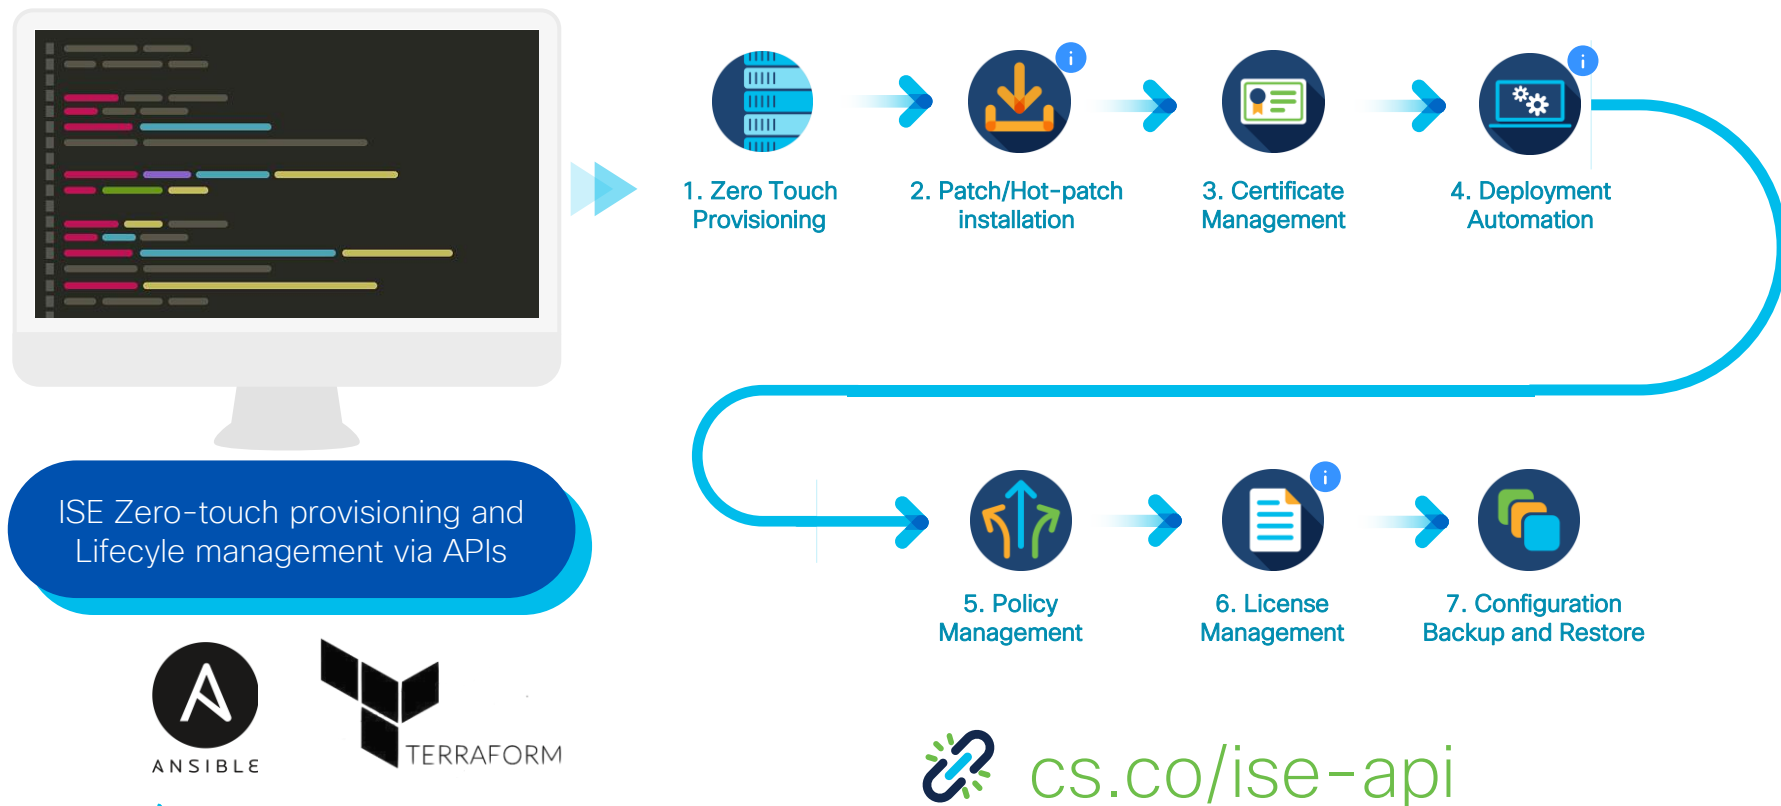 1. Zero Touch
Provisioning
2. Patch/Hot-patch
installation
3. Certificate
Management
4. Deployment
Automation
ISE Zero-touch provisioning and
Lifecyle management via APIs
5. Policy
Management
6. License
Management
7. Configuration
Backup and Restore
ANSIBLE
TERRAFORM
cs.co/ise-api